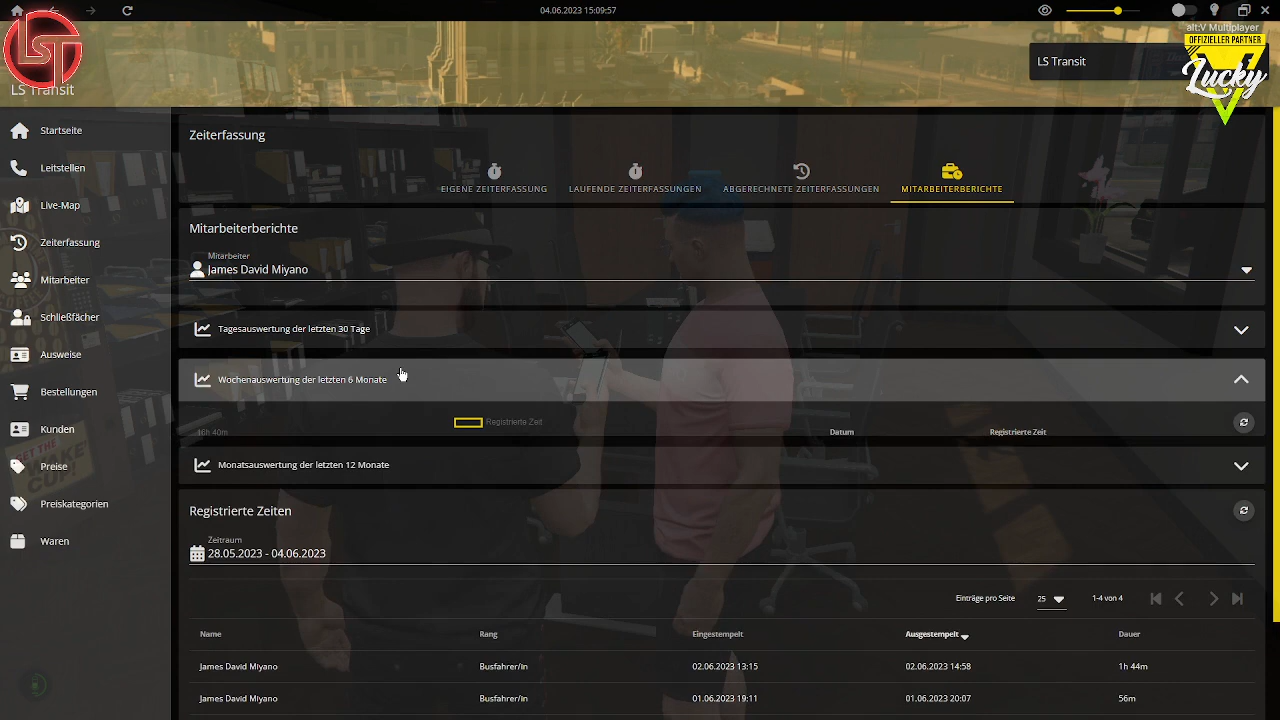 04.06.2023 15:09:57
alt:V Multiplayer
OFFIZIELLER PARTNER
Lucky
V
LST
LS Transit
LS Transit
Startseite
Leitstellen
Live-Map
Zeiterfassung
Mitarbeiter
Schließfächer
Ausweise
Bestellungen
Kunden
Preise
Preiskategorien
Waren
Zeiterfassung
EIGENE ZEITERFASSUNG
LAUFENDE ZEITERFASSUNGEN
ABGERECHNETE ZEITERFASSUNGEN
MITARBEITERBERICHTE
Mitarbeiterberichte
Mitarbeiter
James David Miyano
Tagesauswertung der letzten 30 Tage
Wochenauswertung der letzten 6 Monate
Registrierte Zeit
16h 40m
Datum Registrierte Zeit
Monatsauswertung der letzten 12 Monate
Registrierte Zeiten
Zeitraum
28.05.2023 - 04.06.2023
Einträge pro Seite 25 1-4 von 4
Name Rang Eingestempelt Ausgestempelt Dauer
James David Miyano Busfahrer/in 02.06.2023 13:15 02.06.2023 14:58 1h 44m
James David Miyano Busfahrer/in 01.06.2023 19:11 01.06.2023 20:07 56m